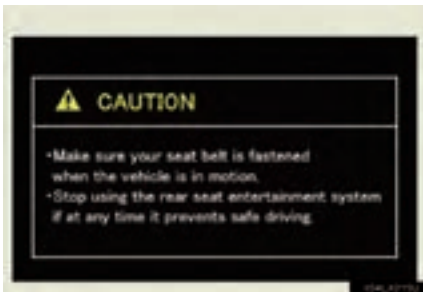 CAUTION
・Make sure your seat belt is fastened
when the vehicle is in motion.
・Stop using the rear seat entertainment system
if at any time it prevents safe driving.